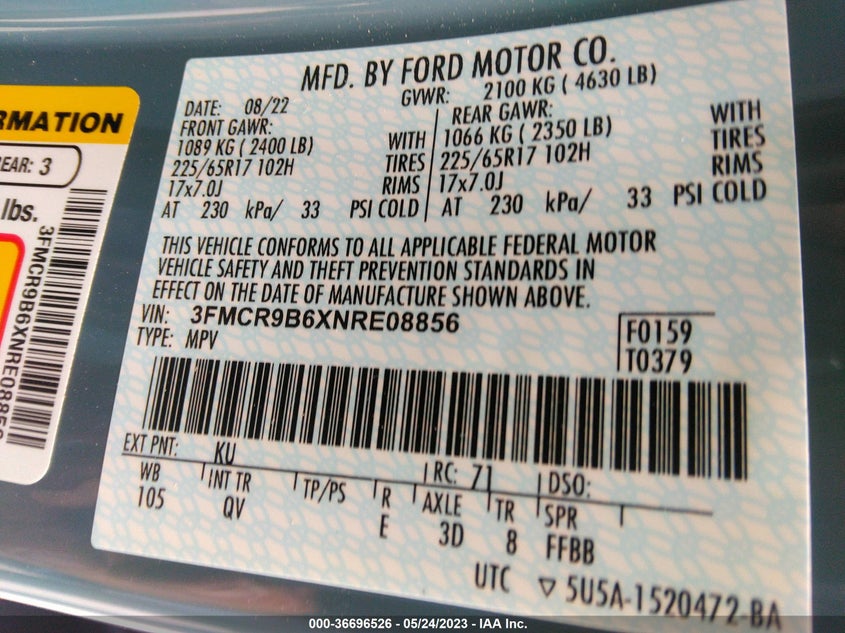 RMATION
REAR: 3
lbs.
3FMCR9B6XNRE08856
MFD. BY FORD MOTOR CO.
DATE: 08/22
GVWR: 2100 KG ( 4630 LB)
FRONT GAWR:
1089 KG ( 2400 LB)
225/65R17 102H
17x7.0J
WITH
TIRES
RIMS
AT 230 kPa/ 33 PSI COLD
REAR GAWR:
1066 KG ( 2350 LB)
225/65R17 102H
17x7.0J
WITH
TIRES
RIMS
AT 230 kPa/ 33 PSI COLD
THIS VEHICLE CONFORMS TO ALL APPLICABLE FEDERAL MOTOR
VEHICLE SAFETY AND THEFT PREVENTION STANDARDS IN
EFFECT ON THE DATE OF MANUFACTURE SHOWN ABOVE.
VIN: 3FMCR9B6XNRE08856
TYPE: MPV
F0159
T0379
EXT PNT: KU
RC: 71
DSO:
WB
INT TR
TP/PS
R
AXLE
TR
SPR
105
QV
E
3D
8
FFBB
UTC ▽ 5U5A-1520472-BA
000-36696526 - 05/24/2023 - IAA Inc.